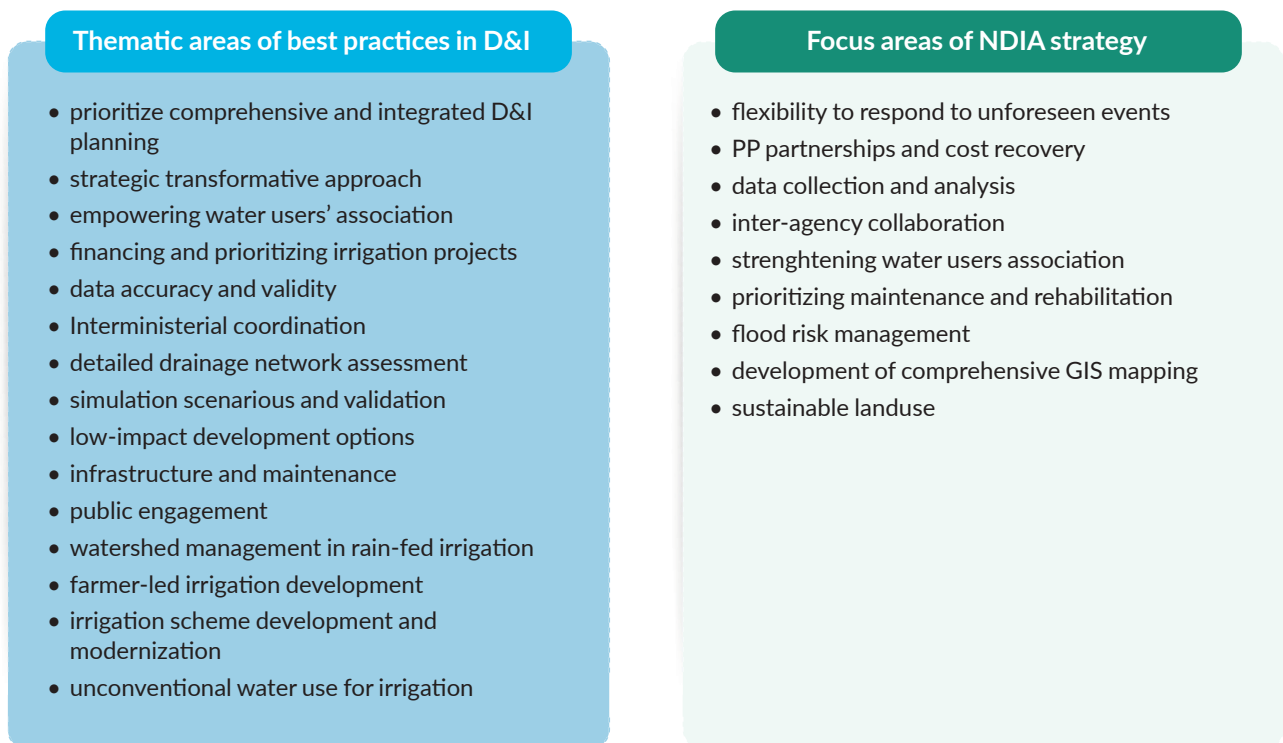 Thematic areas of best practices in D&I
• prioritize comprehensive and integrated D&I
planning
• strategic transformative approach
• empowering water users’ association
• financing and prioritizing irrigation projects
• data accuracy and validity
• Interministerial coordination
• detailed drainage network assessment
• simulation scenarious and validation
• low-impact development options
• infrastructure and maintenance
• public engagement
• watershed management in rain-fed irrigation
• farmer-led irrigation development
• irrigation scheme development and
modernization
• unconventional water use for irrigation
Focus areas of NDIA strategy
• flexibility to respond to unforeseen events
• PP partnerships and cost recovery
• data collection and analysis
• inter-agency collaboration
• strenghtening water users association
• prioritizing maintenance and rehabilitation
• flood risk management
• development of comprehensive GIS mapping
• sustainable landuse